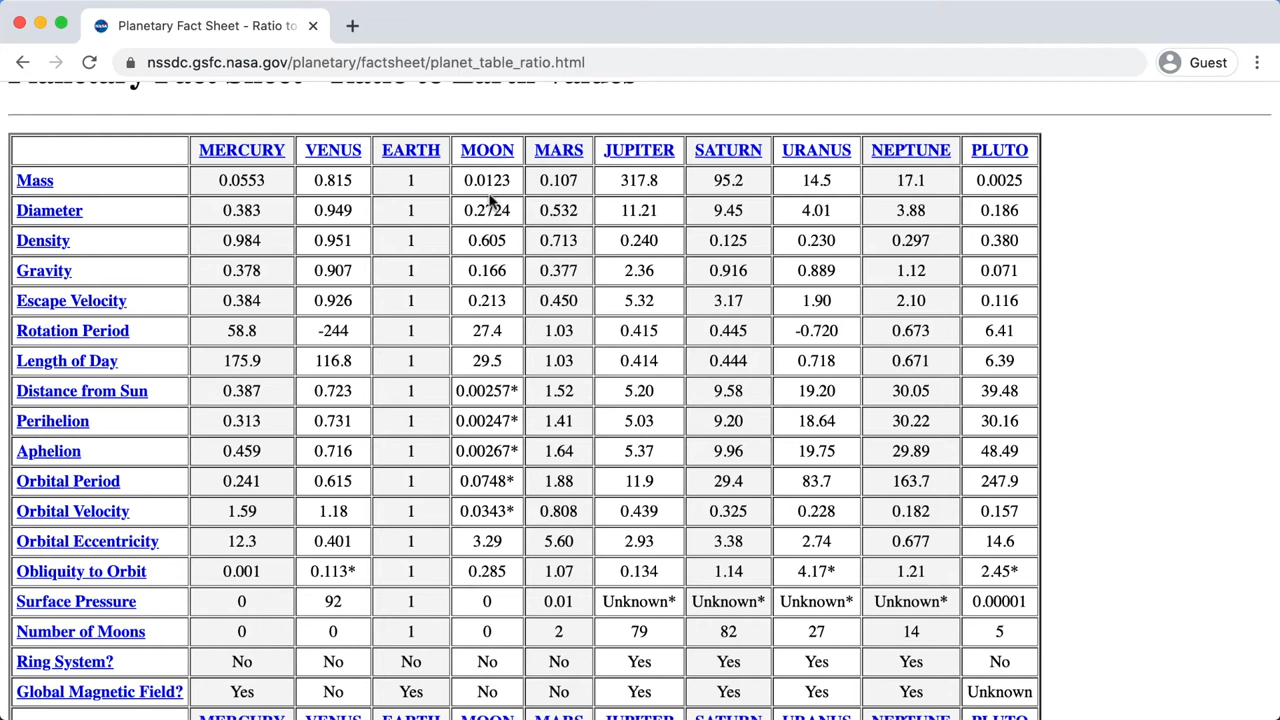 Planetary Fact Sheet - Ratio to
nssdc.gsfc.nasa.gov/planetary/factsheet/planet_table_ratio.html
Guest
Planetary Fact Sheet - Ratio to Earth Values
MERCURY VENUS EARTH MOON MARS JUPITER SATURN URANUS NEPTUNE PLUTO
Mass 0.0553 0.815 1 0.0123 0.107 317.8 95.2 14.5 17.1 0.0025
Diameter 0.383 0.949 1 0.2724 0.532 11.21 9.45 4.01 3.88 0.186
Density 0.984 0.951 1 0.605 0.713 0.240 0.125 0.230 0.297 0.380
Gravity 0.378 0.907 1 0.166 0.377 2.36 0.916 0.889 1.12 0.071
Escape Velocity 0.384 0.926 1 0.213 0.450 5.32 3.17 1.90 2.10 0.116
Rotation Period 58.8 -244 1 27.4 1.03 0.415 0.445 -0.720 0.673 6.41
Length of Day 175.9 116.8 1 29.5 1.03 0.414 0.444 0.718 0.671 6.39
Distance from Sun 0.387 0.723 1 0.00257* 1.52 5.20 9.58 19.20 30.05 39.48
Perihelion 0.313 0.731 1 0.00247* 1.41 5.03 9.20 18.64 30.22 30.16
Aphelion 0.459 0.716 1 0.00267* 1.64 5.37 9.96 19.75 29.89 48.49
Orbital Period 0.241 0.615 1 0.0748* 1.88 11.9 29.4 83.7 163.7 247.9
Orbital Velocity 1.59 1.18 1 0.0343* 0.808 0.439 0.325 0.228 0.182 0.157
Orbital Eccentricity 12.3 0.401 1 3.29 5.60 2.93 3.38 2.74 0.677 14.6
Obliquity to Orbit 0.001 0.113* 1 0.285 1.07 0.134 1.14 4.17* 1.21 2.45*
Surface Pressure 0 92 1 0 0.01 Unknown* Unknown* Unknown* Unknown* 0.00001
Number of Moons 0 0 1 0 2 79 82 27 14 5
Ring System? No No No No No Yes Yes Yes Yes No
Global Magnetic Field? Yes No Yes No No Yes Yes Yes Yes Unknown
MERCURY VENUS EARTH MOON MARS JUPITER SATURN URANUS NEPTUNE PLUTO